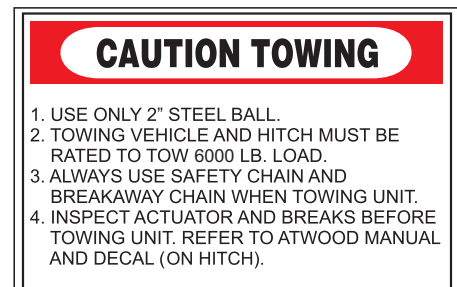 CAUTION TOWING
1. USE ONLY 2” STEEL BALL.
2. TOWING VEHICLE AND HITCH MUST BE
RATED TO TOW 6000 LB. LOAD.
3. ALWAYS USE SAFETY CHAIN AND
BREAKAWAY CHAIN WHEN TOWING UNIT.
4. INSPECT ACTUATOR AND BREAKS BEFORE
TOWING UNIT. REFER TO ATWOOD MANUAL
AND DECAL (ON HITCH).